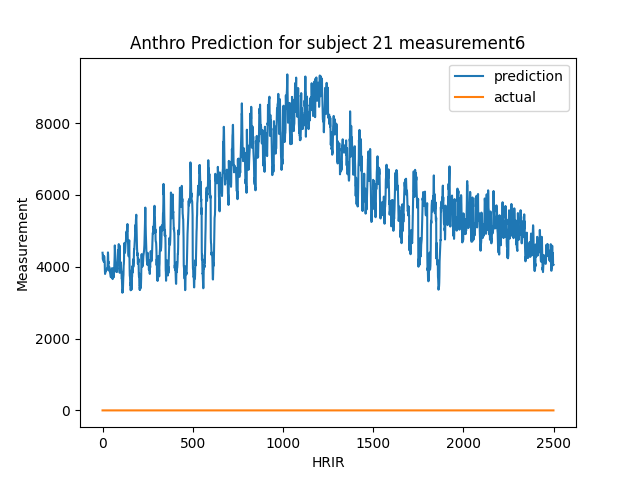 Anthro Prediction for subject 21 measurement6
prediction
actual
Measurement
8000
6000
4000
2000
0
0
500
1000
1500
2000
2500
HRIR